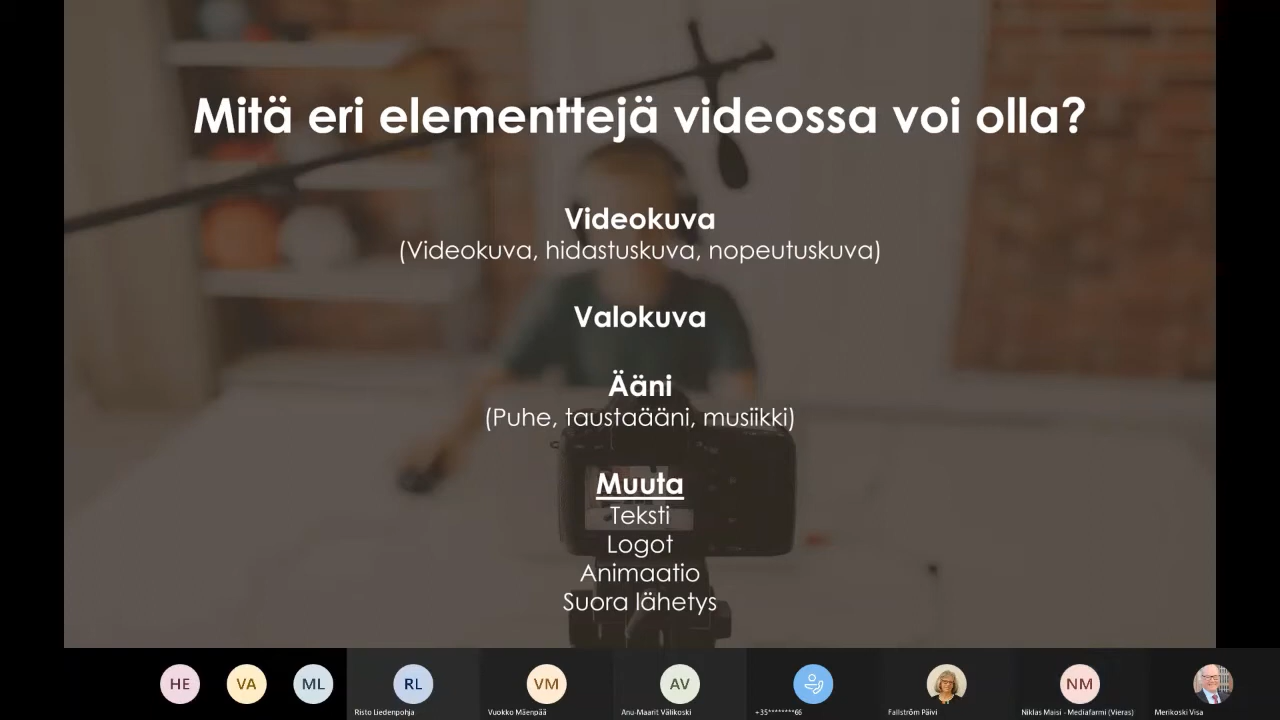 Mitä eri elementtejä videossa voi olla?
Videokuva
(Videokuva, hidastuskuva, nopeutuskuva)
Valokuva
Ääni
(Puhe, taustaääni, musiikki)
Muuta
Teksti
Logot
Animaatio
Suora lähetys
HE VA ML RL VM AV NM
Risto Liedenpohja Vuokko Mäenpää Anu-Maarit Välikoski +35********66 Fallström Päivi Niklas Maisi - Mediafarmi (Vieras) Merikoski Visa